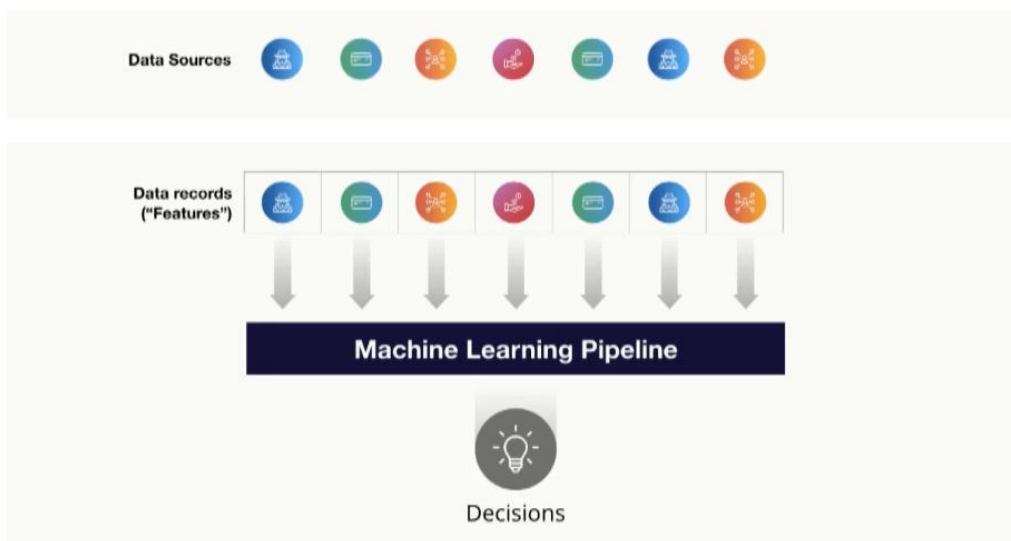 Data Sources
Data records
(“Features”)
Machine Learning Pipeline
Decisions